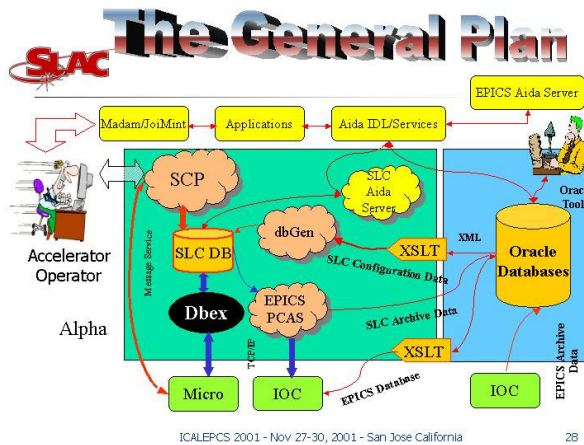 The General Plan
SLAC
EPICS Aida Server
Madam/JoiMint
Applications
Aida IDL/Services
SCP
SLC
Aida
Server
Oracle
Tools
dbGen
XSLT
XML
SLC DB
Oracle
Databases
Accelerator
Operator
Message Service
SLC Configuration Data
Dbex
EPICS
PCAS
SLC Archive Data
Alpha
TCP/IP
XSLT
EPICS Database
EPICS Archive
Data
Micro
IOC
IOC
ICALEPCS 2001 - Nov 27-30, 2001 - San Jose California
28